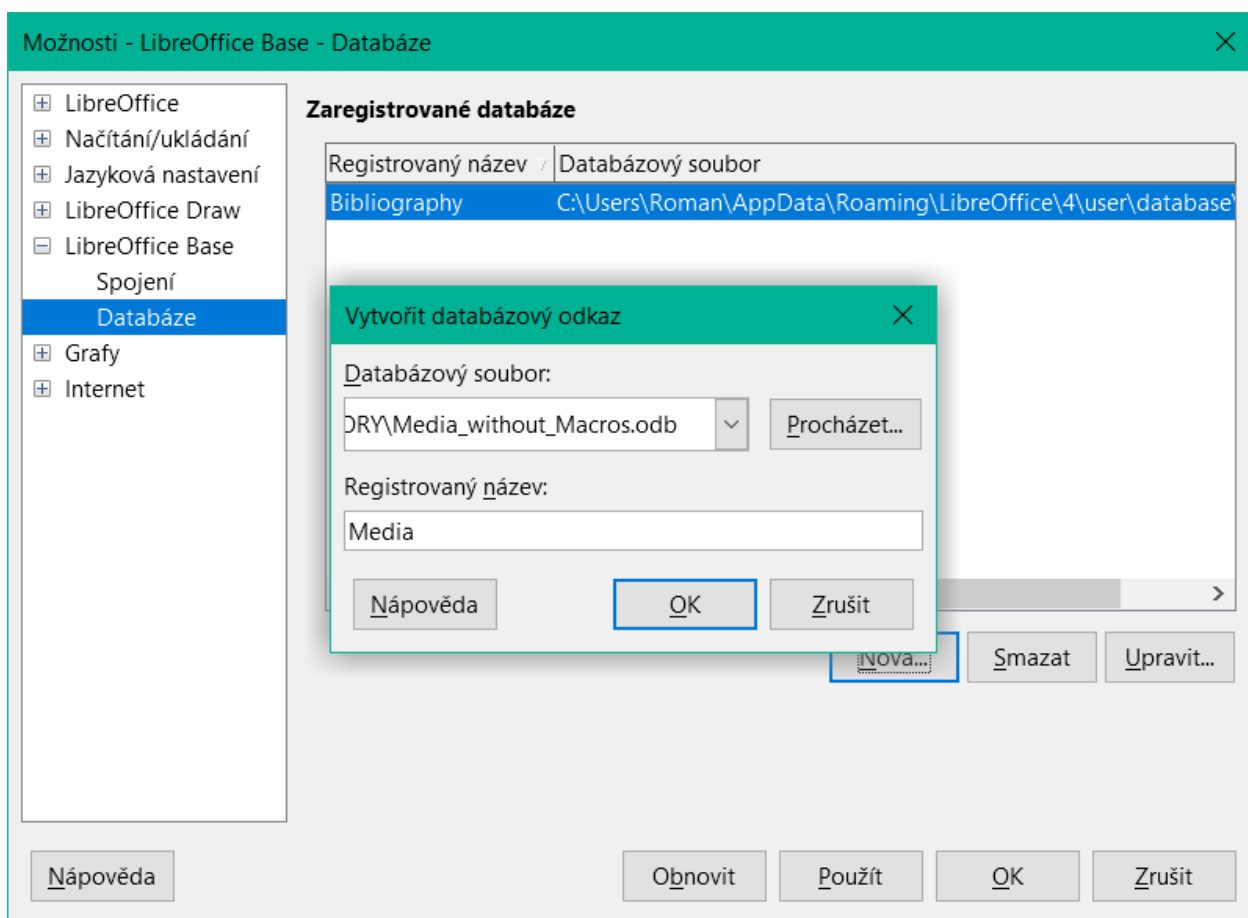 Možnosti - LibreOffice Base - Databáze
LibreOffice
Načítání/ukládání
Jazyková nastavení
LibreOffice Draw
LibreOffice Base
Spojení
Databáze
Grafy
Internet
Zaregistrované databáze
Registrovaný název Databázový soubor
Bibliography C:\Users\Roman\AppData\Roaming\LibreOffice\4\user\database\
Vytvořit databázový odkaz
Databázový soubor:
ORY\Media_without_Macros.odb Procházet...
Registrovaný název:
Media
Nápověda OK Zrušit
Nová... Smazat Upravit...
Nápověda Obnovit Použít OK Zrušit